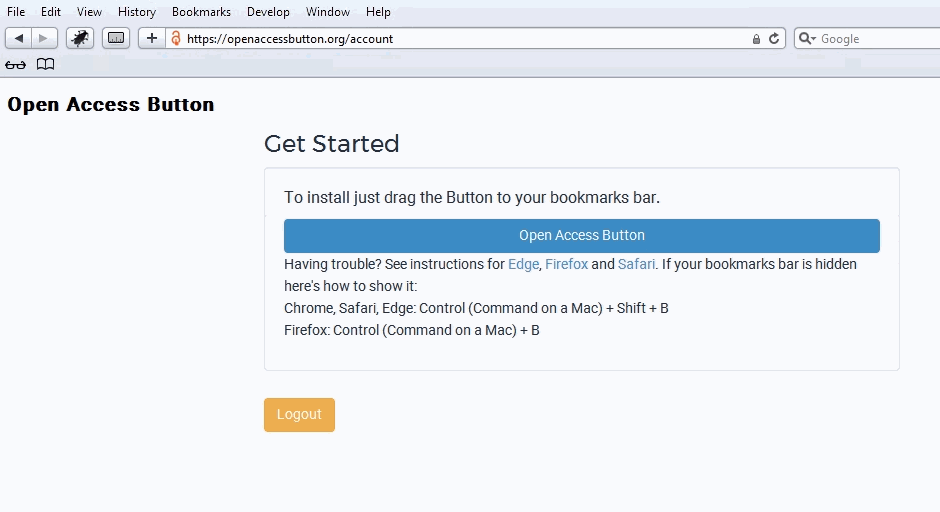 File Edit View History Bookmarks Develop Window Help
https://openaccessbutton.org/account
Google
Open Access Button
Get Started
To install just drag the Button to your bookmarks bar.
Open Access Button
Having trouble? See instructions for Edge, Firefox and Safari. If your bookmarks bar is hidden
here's how to show it:
Chrome, Safari, Edge: Control (Command on a Mac) + Shift + B
Firefox: Control (Command on a Mac) + B
Logout